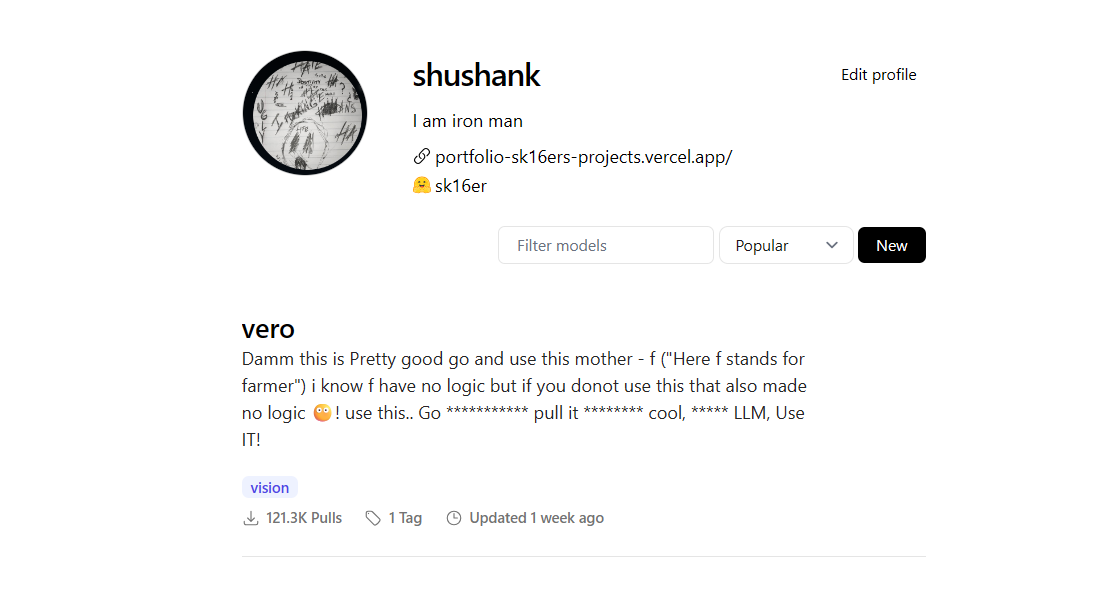 shushank
Edit profile
I am iron man
portfolio-sk16ers-projects.vercel.app/
sk16er
Filter models
Popular
New
vero
Damm this is Pretty good go and use this mother - f ("Here f stands for
farmer") i know f have no logic but if you donot use this that also made
no logic 🫨! use this.. Go *********** pull it ******** cool, ***** LLM, Use
IT!
vision
121.3K Pulls
1 Tag
Updated 1 week ago